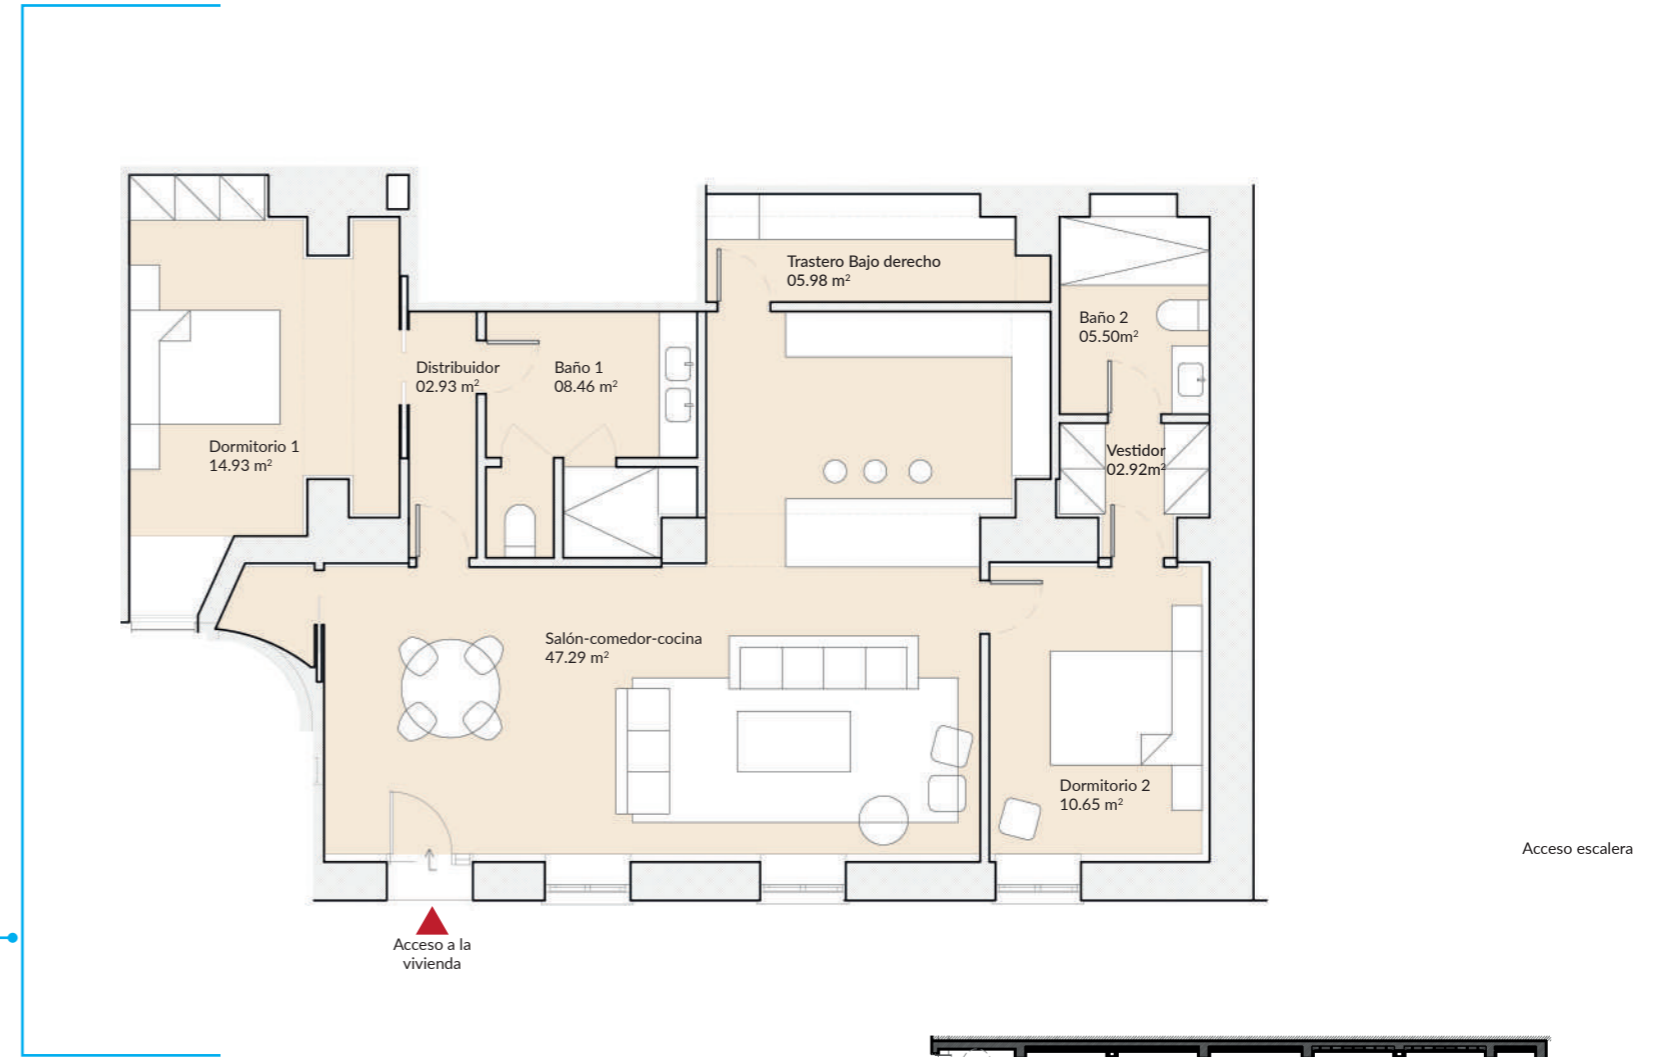 Trastero Bajo derecho
05.98 m²
Baño 2
05.50m²
Distribuidor
02.93 m²
Baño 1
08.46 m²
Dormitorio 1
14.93 m²
Vestidor
02.92m²
Salón-comedor-cocina
47.29 m²
Dormitorio 2
10.65 m²
Acceso escalera
Acceso a la
vivienda